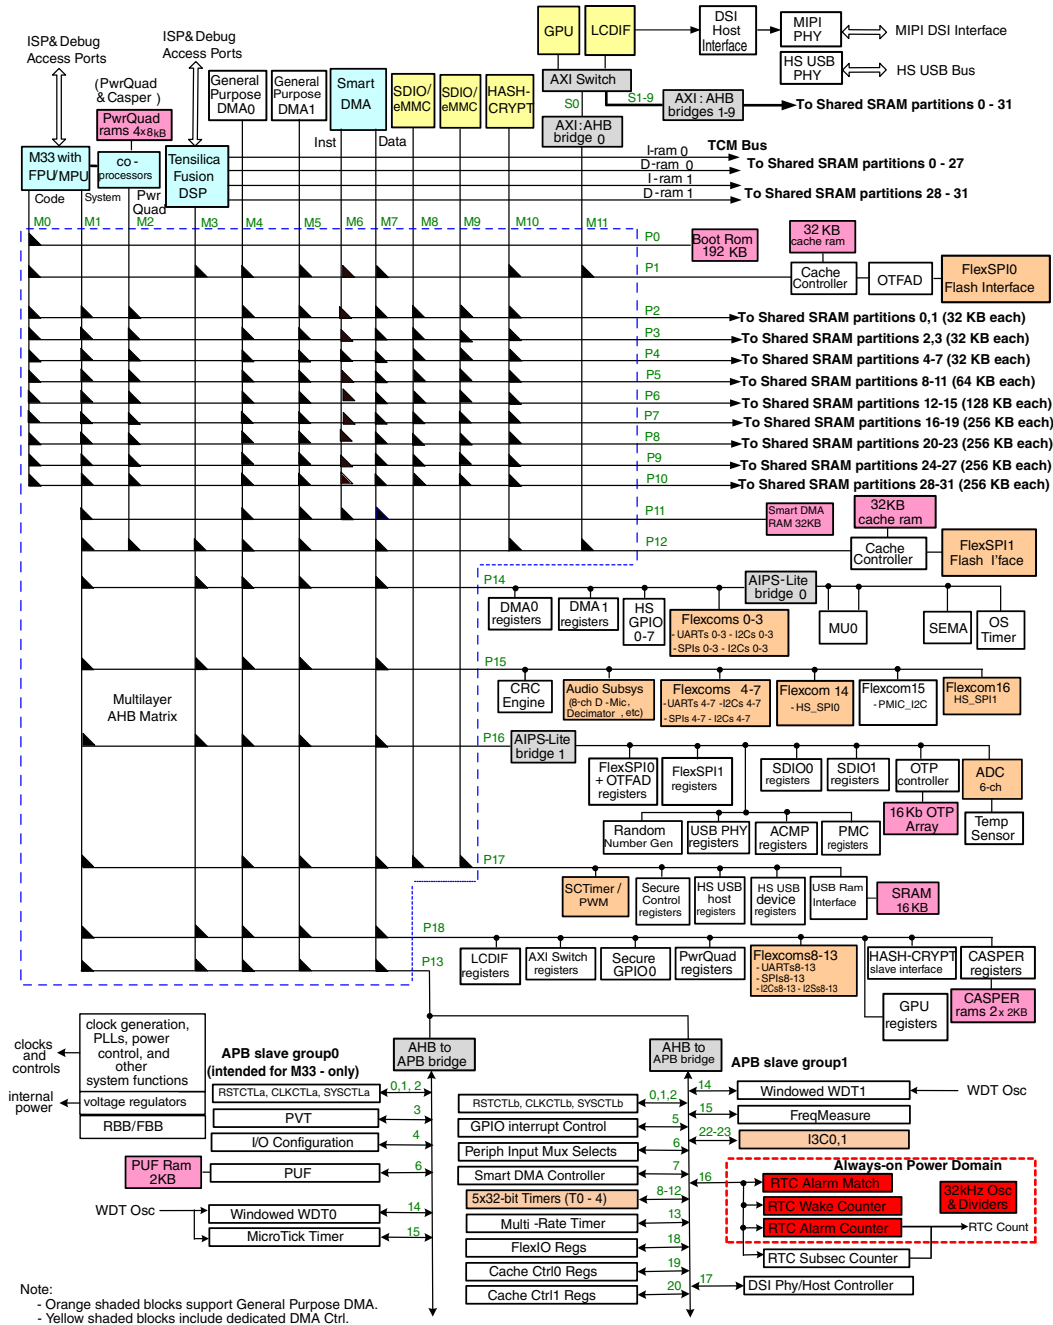 ISP& Debug
Access Ports
ISP& Debug
Access Ports
(PwrQuad
& Casper )
PwrQuad
rams 4x8kB
M33 with
FPU/MPU
co -
processors
Tensilica
Fusion
DSP
Code
System
Pwr
Quad
General
Purpose
DMA0
General
Purpose
DMA1
Smart
DMA
SDIO/
eMMC
SDIO/
eMMC
HASH-
CRYPT
Inst
Data
GPU
LCDIF
DSI
Host
Interface
MIPI
PHY
MIPI DSI Interface
HS USB
PHY
HS USB Bus
AXI Switch
S0
S1-9
AXI : AHB
bridges 1-9
To Shared SRAM partitions 0 - 31
AXI:AHB
bridge 0
I-ram 0
D-ram 0
I-ram 1
D-ram 1
TCM Bus
To Shared SRAM partitions 0 - 27
To Shared SRAM partitions 28 - 31
M0
M1
M2
M3
M4
M5
M6
M7
M8
M9
M10
M11
P0
Boot Rom
192 KB
32 KB
cache ram
P1
Cache
Controller
OTFAD
FlexSPI0
Flash Interface
P2
To Shared SRAM partitions 0,1 (32 KB each)
P3
To Shared SRAM partitions 2,3 (32 KB each)
P4
To Shared SRAM partitions 4-7 (32 KB each)
P5
To Shared SRAM partitions 8-11 (64 KB each)
P6
To Shared SRAM partitions 12-15 (128 KB each)
P7
To Shared SRAM partitions 16-19 (256 KB each)
P8
To Shared SRAM partitions 20-23 (256 KB each)
P9
To Shared SRAM partitions 24-27 (256 KB each)
P10
To Shared SRAM partitions 28-31 (256 KB each)
P11
Smart DMA
RAM 32KB
32KB
cache ram
P12
Cache
Controller
FlexSPI1
Flash I'face
P14
AIPS-Lite
bridge 0
DMA0
registers
DMA1
registers
HS
GPIO
0-7
Flexcoms 0-3
- UARTs 0-3 - I2Cs 0-3
- SPIs 0-3 - I2Cs 0-3
MU0
SEMA
OS
Timer
P15
CRC
Engine
Audio Subsys
(8-ch D -Mic,
Decimator , etc)
Flexcoms 4-7
- UARTs 4-7 -I2Cs 4-7
- SPIs 4-7 - I2Cs 4-7
Flexcom 14
- HS_SPI0
Flexcom15
- PMIC_I2C
Flexcom16
HS_SPI1
Multilayer
AHB Matrix
P16
AIPS-Lite
bridge 1
FlexSPI0
+ OTFAD
registers
FlexSPI1
registers
SDIO0
registers
SDIO1
registers
OTP
controller
ADC
6-ch
16Kb OTP
Array
Temp
Sensor
Random
Number Gen
USB PHY
registers
ACMP
registers
PMC
registers
P17
SCTimer /
PWM
Secure
Control
registers
HS USB
host
registers
HS USB
device
registers
USB Ram
Interface
SRAM
16 KB
P18
LCDIF
registers
AXI Switch
registers
Secure
GPIO0
PwrQuad
registers
Flexcoms8-13
- UARTs8-13
- SPIs8-13
- I2Cs8-13 - I2Ss8-13
HASH-CRYPT
slave interface
CASPER
registers
P13
GPU
registers
CASPER
rams 2x 2KB
clocks
and
controls
clock generation,
PLLs, power
control, and
other
system functions
internal
power
voltage regulators
RBB/FBB
APB slave group0
(intended for M33 - only)
AHB to
APB bridge
RSTCTLa, CLKCTLa, SYSCTLa
0,1, 2
PVT
3
I/O Configuration
4
PUF Ram
2KB
PUF
6
WDT Osc
Windowed WDT0
14
MicroTick Timer
15
AHB to
APB bridge
APB slave group1
RSTCTLb, CLKCTLb, SYSCTLb
0,1,2
GPIO interrupt Control
5
Periph Input Mux Selects
6
Smart DMA Controller
7
5x32-bit Timers (T0 - 4)
8-12
Multi -Rate Timer
13
FlexIO Regs
18
Cache Ctrl0 Regs
19
Cache Ctrl1 Regs
20
14
Windowed WDT1
WDT Osc
15
FreqMeasure
22-23
I3C0,1
Always-on Power Domain
16
RTC Alarm Match
RTC Wake Counter
RTC Alarm Counter
32kHz Osc
& Dividers
RTC Count
RTC Subsec Counter
17
DSI Phy/Host Controller
Note:
- Orange shaded blocks support General Purpose DMA.
- Yellow shaded blocks include dedicated DMA Ctrl.